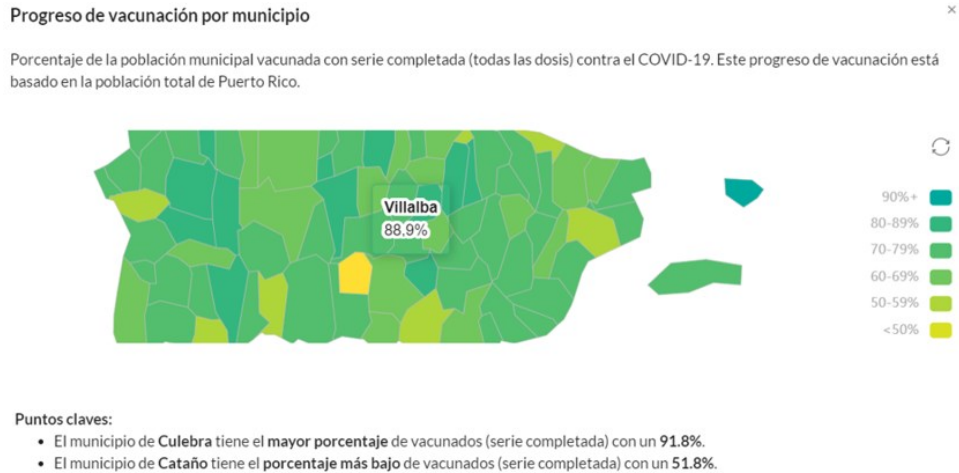 Progreso de vacunación por municipio
×
Porcentaje de la población municipal vacunada con serie completada (todas las dosis) contra el COVID-19. Este progreso de vacunación está
basado en la población total de Puerto Rico.
Villalba
88.9%
90%+
80-89%
70-79%
60-69%
50-59%
<50%
Puntos claves:
• El municipio de Culebra tiene el mayor porcentaje de vacunados (serie completada) con un 91.8%.
• El municipio de Cataño tiene el porcentaje más bajo de vacunados (serie completada) con un 51.8%.